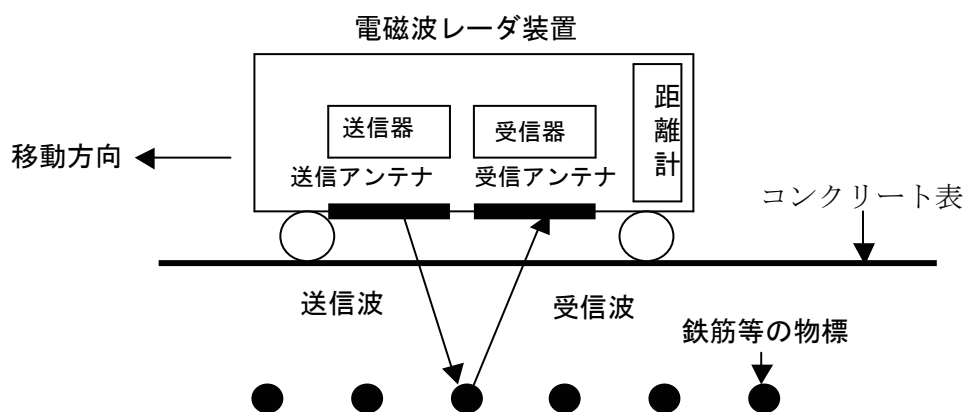 電磁波レーダ装置
距離計
送信器
受信器
移動方向
送信アンテナ
受信アンテナ
コンクリート表
送信波
受信波
鉄筋等の物標